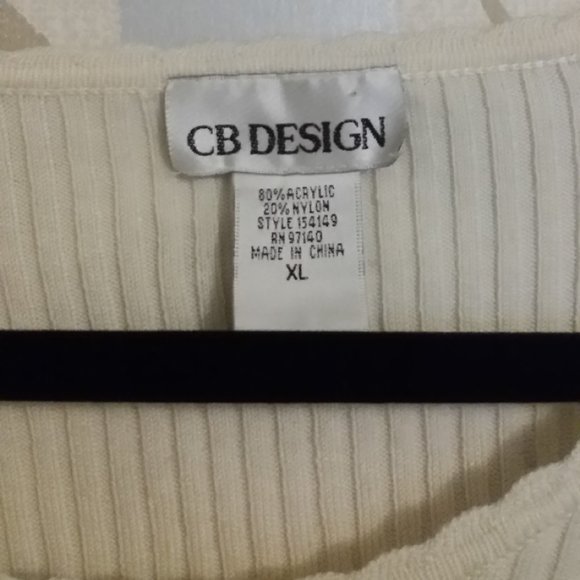 CB DESIGN
80% ACRYLIC
20% NYLON
STYLE 154149
RN 97140
MADE IN CHINA
XL